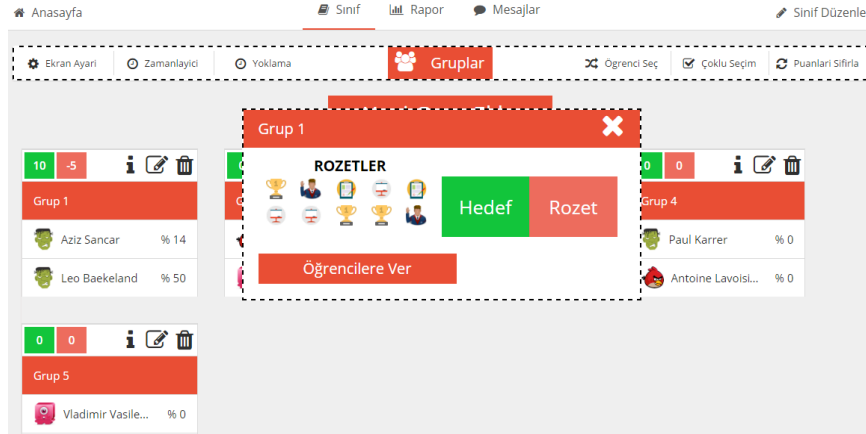 Anasayfa Sınıf Rapor Mesajlar Sinif Düzenle
Ekran Ayari Zamanlayici Yoklama Gruplar Ögrenci Seç Çoklu Seçim Puanlari Sifirla
Grup 1
ROZETLER
Hedef Rozet
Öğrencilere Ver
10 -5
Grup 1
Aziz Sancar % 14
Leo Baekeland % 50
0 0
Grup 4
Paul Karrer % 0
Antoine Lavoisi... % 0
0 0
Grup 5
Vladimir Vasile... % 0